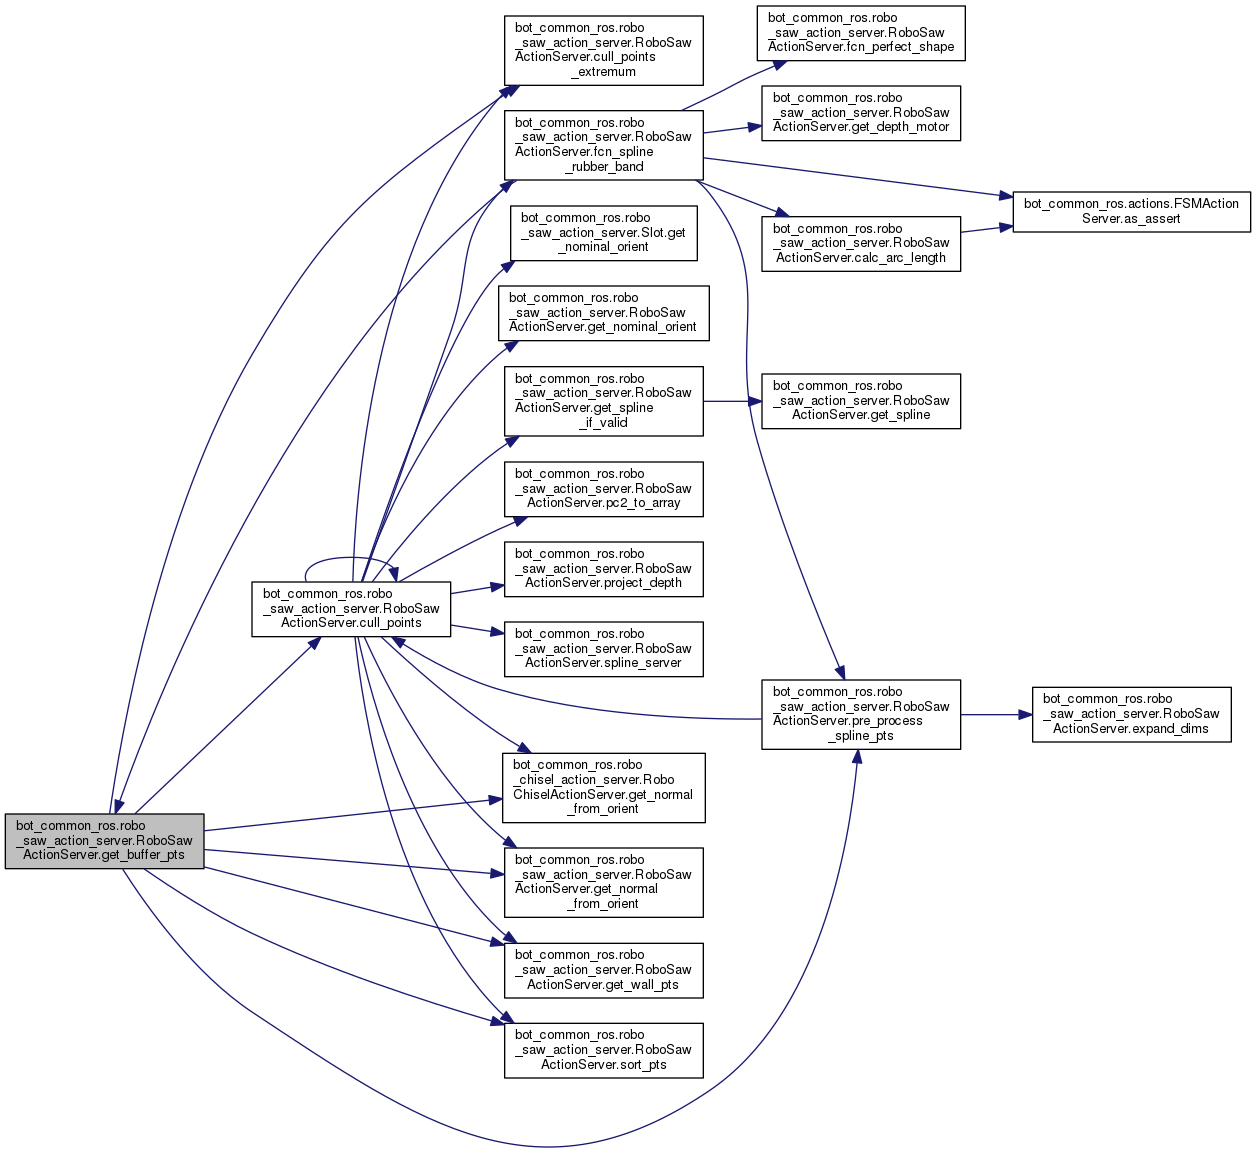 bot_common_ros.robo
_saw_action_server.RoboSaw
ActionServer.cull_points
_extremum
bot_common_ros.robo
_saw_action_server.RoboSaw
ActionServer.fcn_perfect_shape
bot_common_ros.robo
_saw_action_server.RoboSaw
ActionServer.get_depth_motor
bot_common_ros.robo
_saw_action_server.RoboSaw
ActionServer.fcn_spline
_rubber_band
bot_common_ros.actions.FSMAction
Server.as_assert
bot_common_ros.robo
_saw_action_server.Slot.get
_nominal_orient
bot_common_ros.robo
_saw_action_server.RoboSaw
ActionServer.calc_arc_length
bot_common_ros.robo
_saw_action_server.RoboSaw
ActionServer.get_nominal_orient
bot_common_ros.robo
_saw_action_server.RoboSaw
ActionServer.get_spline
_if_valid
bot_common_ros.robo
_saw_action_server.RoboSaw
ActionServer.get_spline
bot_common_ros.robo
_saw_action_server.RoboSaw
ActionServer.pc2_to_array
bot_common_ros.robo
_saw_action_server.RoboSaw
ActionServer.project_depth
bot_common_ros.robo
_saw_action_server.RoboSaw
ActionServer.cull_points
bot_common_ros.robo
_saw_action_server.RoboSaw
ActionServer.spline_server
bot_common_ros.robo
_saw_action_server.RoboSaw
ActionServer.pre_process
_spline_pts
bot_common_ros.robo
_saw_action_server.RoboSaw
ActionServer.expand_dims
bot_common_ros.robo
_chisel_action_server.Robo
ChiselActionServer.get_normal
_from_orient
bot_common_ros.robo
_saw_action_server.RoboSaw
ActionServer.get_buffer_pts
bot_common_ros.robo
_saw_action_server.RoboSaw
ActionServer.get_normal
_from_orient
bot_common_ros.robo
_saw_action_server.RoboSaw
ActionServer.get_wall_pts
bot_common_ros.robo
_saw_action_server.RoboSaw
ActionServer.sort_pts